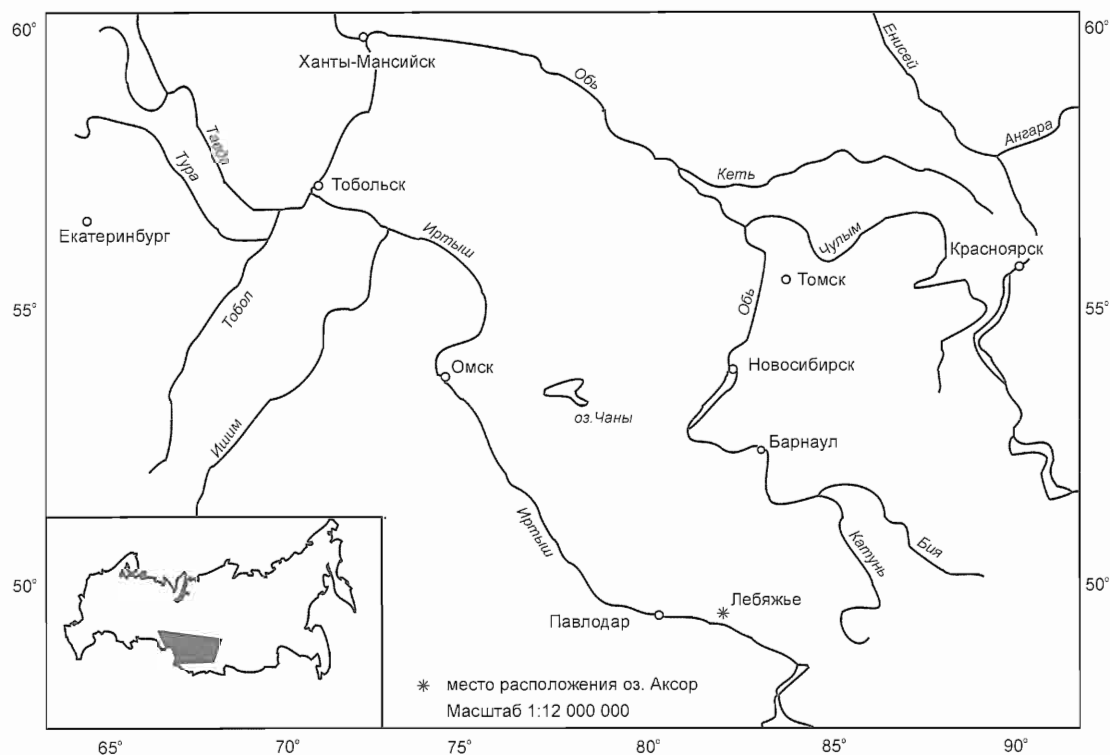 60°
60°
Ханты-Мансийск
Обь
Енисей
Ангара
Тура
Тобольск
Кеть
Екатеринбург
Иртыш
Чулым
Красноярск
Томск
55°
55°
Тобол
Обь
Омск
Новосибирск
оз.Чаны
Ишим
Барнаул
Иртыш
Катунь
Бия
50°
50°
Лебяжье
Павлодар
место расположения оз. Аксор
Масштаб 1:12 000 000
65°
70°
75°
80°
85°
90°